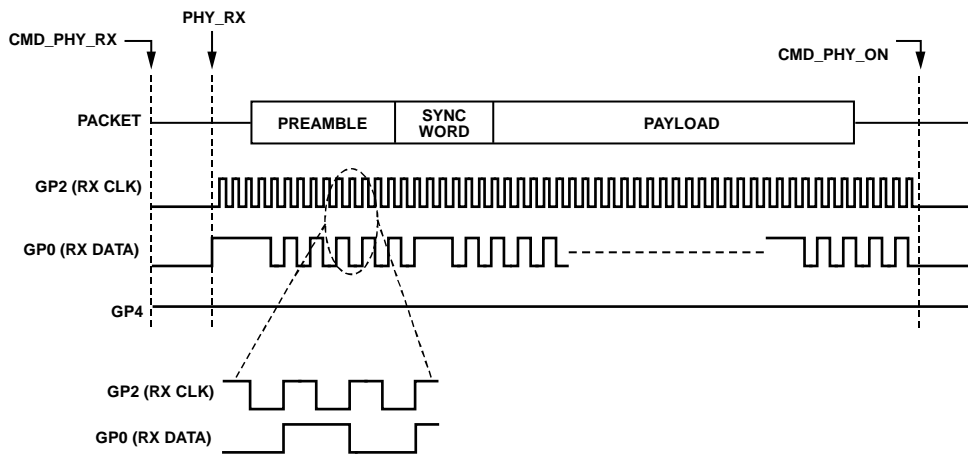 PHY_RX
CMD_PHY_RX
CMD_PHY_ON
PACKET
PREAMBLE
SYNC
WORD
PAYLOAD
GP2 (RX CLK)
GP0 (RX DATA)
GP4
GP2 (RX CLK)
GP0 (RX DATA)